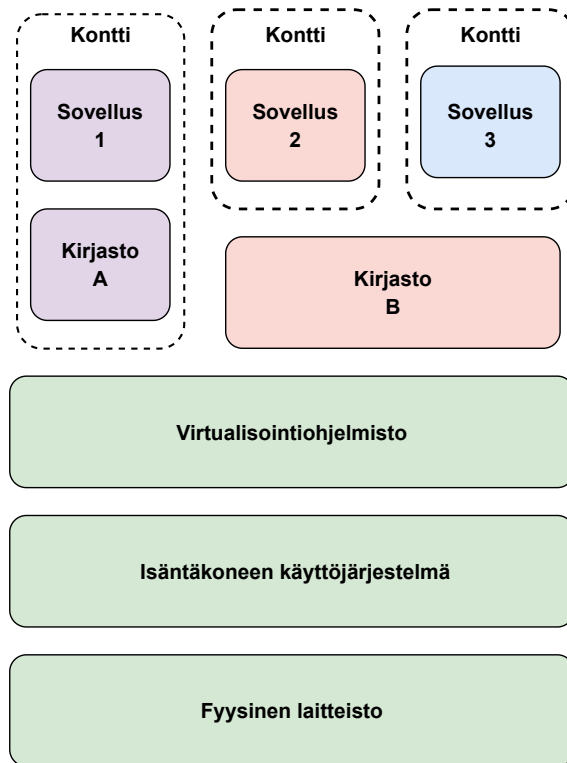 Kontti
Kontti
Kontti
Sovellus
1
Sovellus
2
Sovellus
3
Kirjasto
A
Kirjasto
B
Virtualisointiohjelmisto
Isäntäkoneen käyttöjärjestelmä
Fyysinen laitteisto